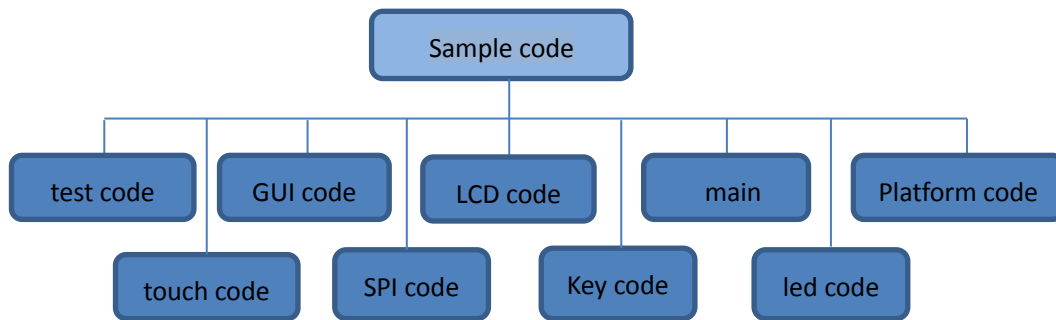 Sample code
test code
GUI code
LCD code
main
Platform code
touch code
SPI code
Key code
led code